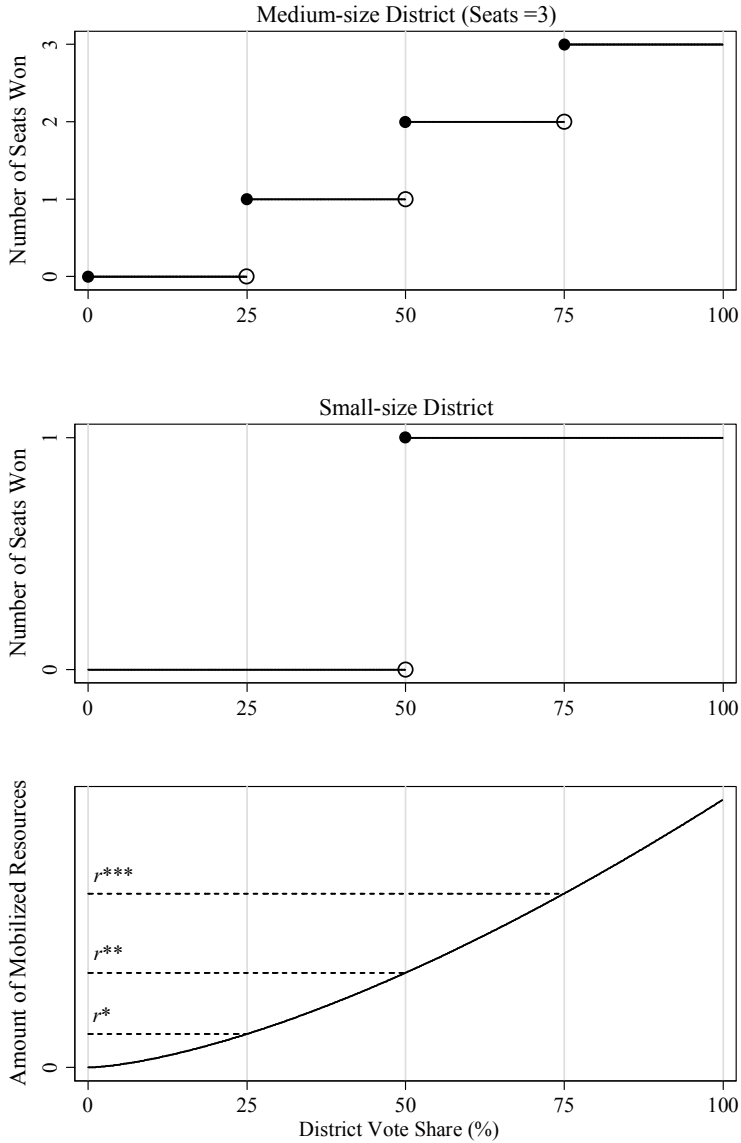 Medium-size District (Seats =3)
Number of Seats Won
3
2
1
0
0 25 50 75 100
Small-size District
Number of Seats Won
1
0
0 25 50 75 100
Amount of Mobilized Resources
r***
r**
r*
0
0 25 50 75 100
District Vote Share (%)